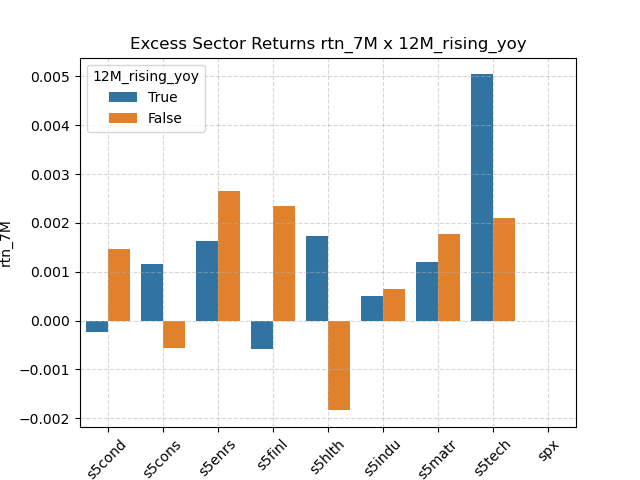 Excess Sector Returns rtn_7M x 12M_rising_yoy
12M_rising_yoy
True
False
rtn_7M
0.005
0.004
0.003
0.002
0.001
0.000
−0.001
−0.002
s5cond
s5cons
s5enrs
s5finl
s5hlth
s5indu
s5matr
s5tech
spx